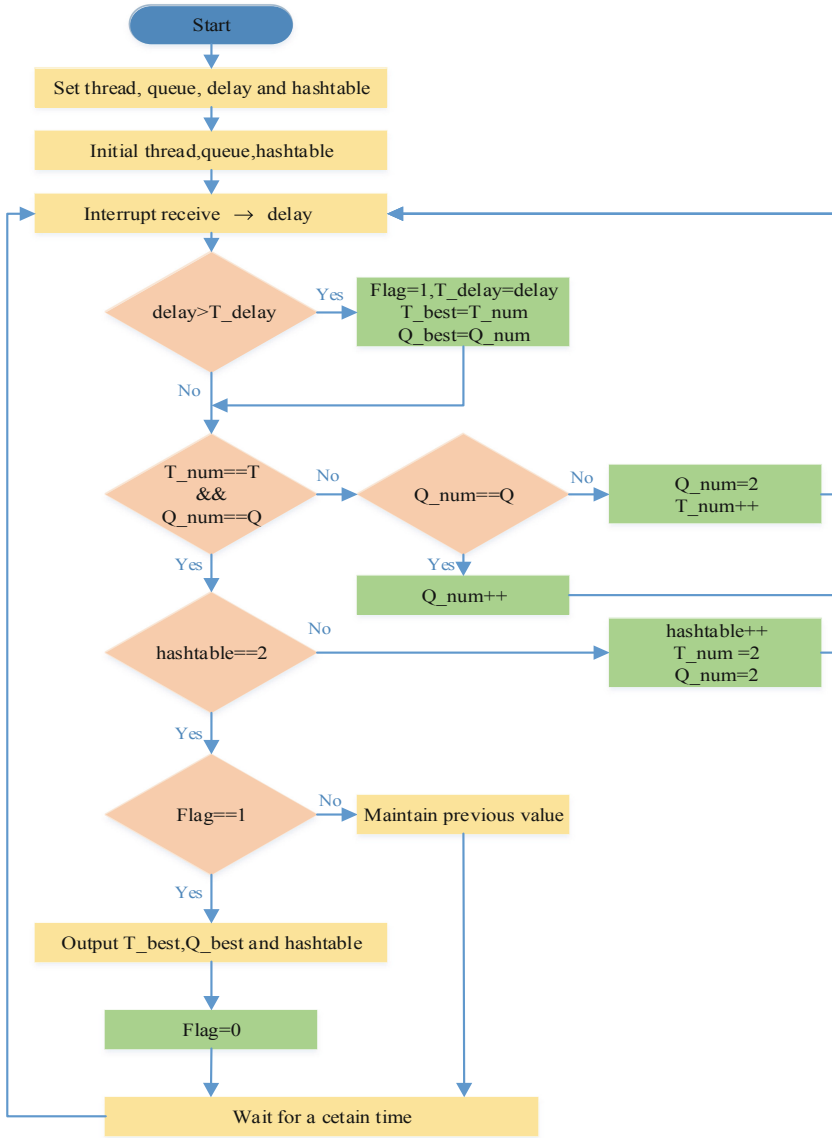 Start
Set thread, queue, delay and hashtable
Initial thread,queue,hashtable
Interrupt receive → delay
delay>T_delay
Yes
Flag=1,T_delay=delay
T_best=T_num
Q_best=Q_num
No
T_num==T
&&
Q_num==Q
No
Q_num==Q
No
Q_num=2
T_num++
Yes
Yes
Q_num++
hashtable==2
No
hashtable++
T_num =2
Q_num=2
Yes
Flag==1
No
Maintain previous value
Yes
Output T_best,Q_best and hashtable
Flag=0
Wait for a cetain time